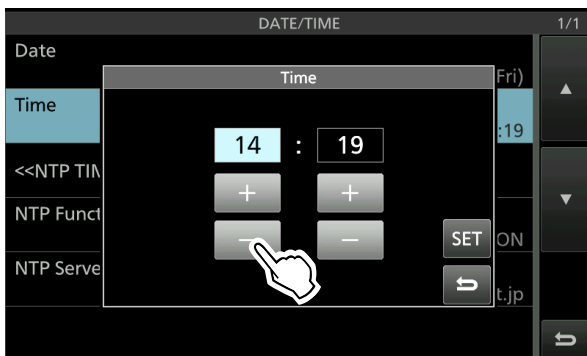 DATE/TIME 1/1
Date
Fri)
Time
Time
:19
14 : 19
<<NTP TIM
+ +
NTP Funct
ON
− −
SET
NTP Serve
t.jp